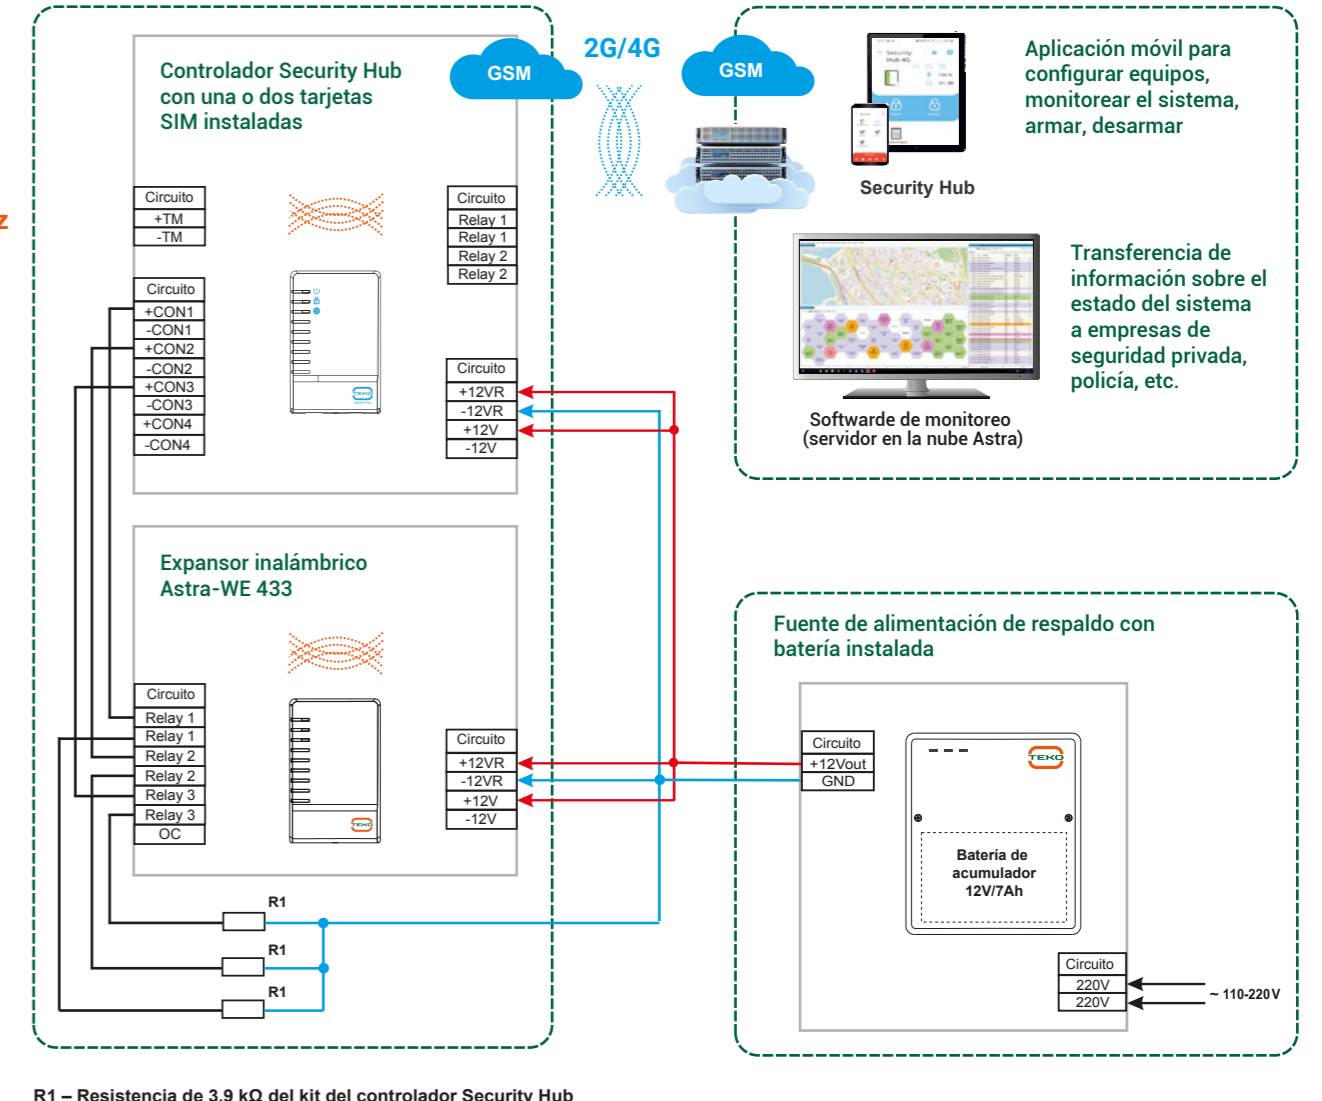 Controlador Security Hub
con una o dos tarjetas
SIM instaladas
GSM
2G/4G
GSM
Security
Hub 4G
Security Hub
Aplicación móvil para
configurar equipos,
monitorear el sistema,
armar, desarmar
z
Circuito
+TM
-TM
Circuito
Relay 1
Relay 1
Relay 2
Relay 2
Circuito
+CON1
-CON1
+CON2
-CON2
+CON3
-CON3
+CON4
-CON4
TEKO
Circuito
+12VR
-12VR
+12V
-12V
Softwarde de monitoreo
(servidor en la nube Astra)
Transferencia de
información sobre el
estado del sistema
a empresas de
seguridad privada,
policía, etc.
Expansor inalámbrico
Astra-WE 433
Circuito
Relay 1
Relay 1
Relay 2
Relay 2
Relay 3
Relay 3
OC
TEKO
Circuito
+12VR
-12VR
+12V
-12V
R1
R1
R1
Fuente de alimentación de respaldo con
batería instalada
Circuito
+12Vout
GND
TEKO
Batería de
acumulador
12V/7Ah
Circuito
220V
220V
~ 110-220V
R1 – Resistencia de 3.9 kΩ del kit del controlador Security Hub